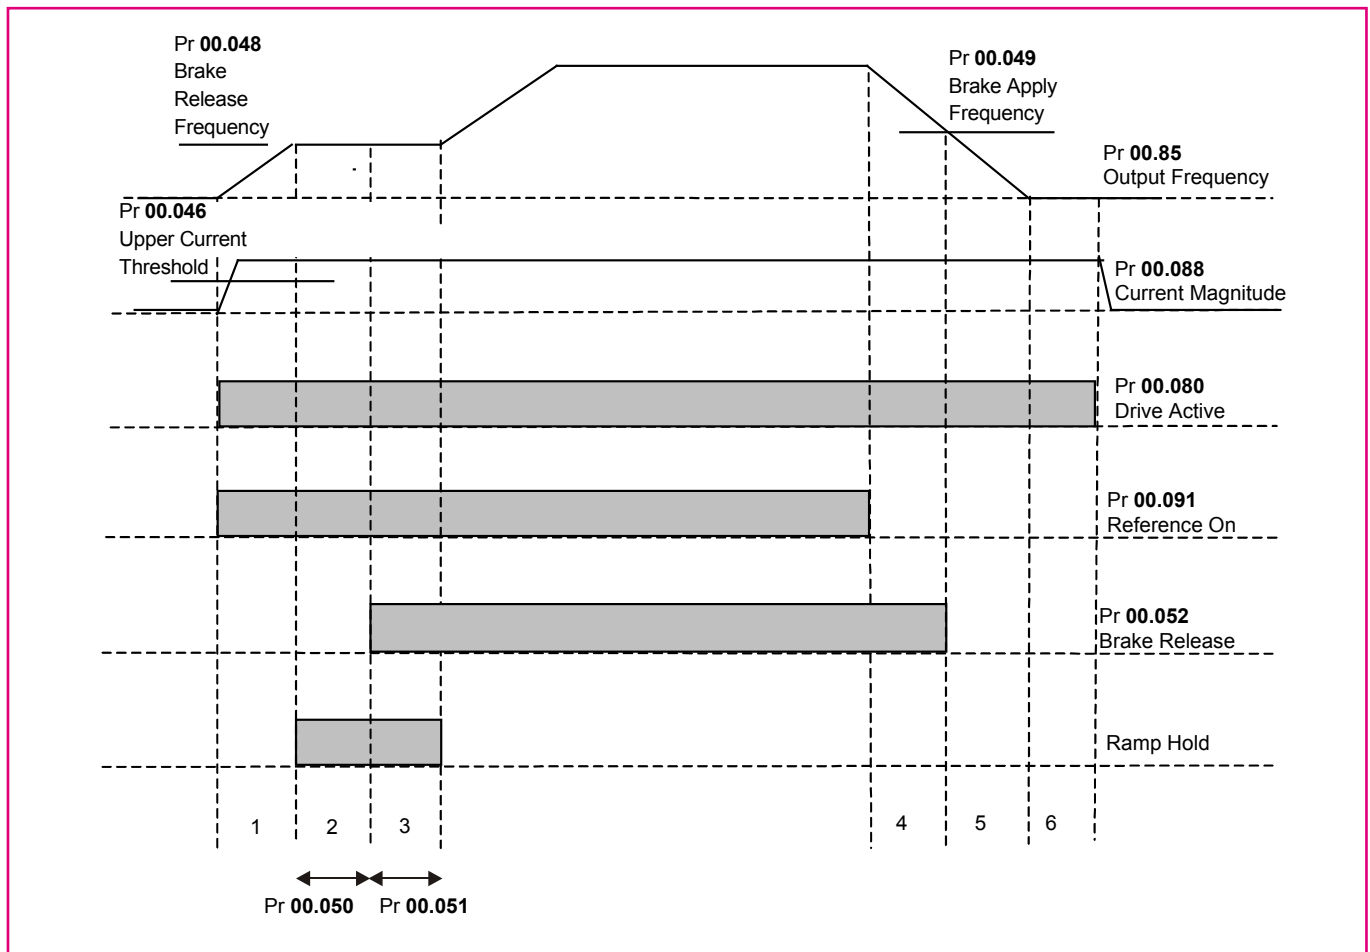 Pr 00.048
Brake
Release
Frequency
Pr 00.049
Brake Apply
Frequency
Pr 00.85
Output Frequency
Pr 00.046
Upper Current
Threshold
Pr 00.088
Current Magnitude
Pr 00.080
Drive Active
Pr 00.091
Reference On
Pr 00.052
Brake Release
Ramp Hold
1 2 3 4 5 6
Pr 00.050 Pr 00.051